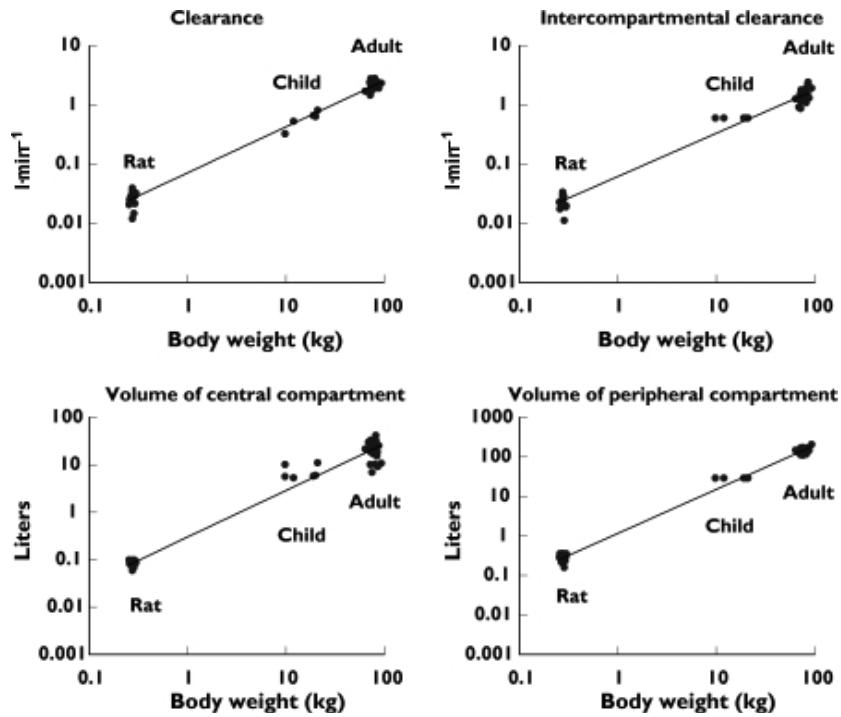 Clearance
10
1
0.1
0.01
0.001
l·min⁻¹
Rat
Child
Adult
0.1 1 10 100
Body weight (kg)
Intercompartmental clearance
10
1
0.1
0.01
0.001
l·min⁻¹
Rat
Child
Adult
0.1 1 10 100
Body weight (kg)
Volume of central compartment
100
10
1
0.1
0.01
0.001
Liters
Rat
Child
Adult
0.1 1 10 100
Body weight (kg)
Volume of peripheral compartment
1000
100
10
1
0.1
0.01
0.001
Liters
Rat
Child
Adult
0.1 1 10 100
Body weight (kg)